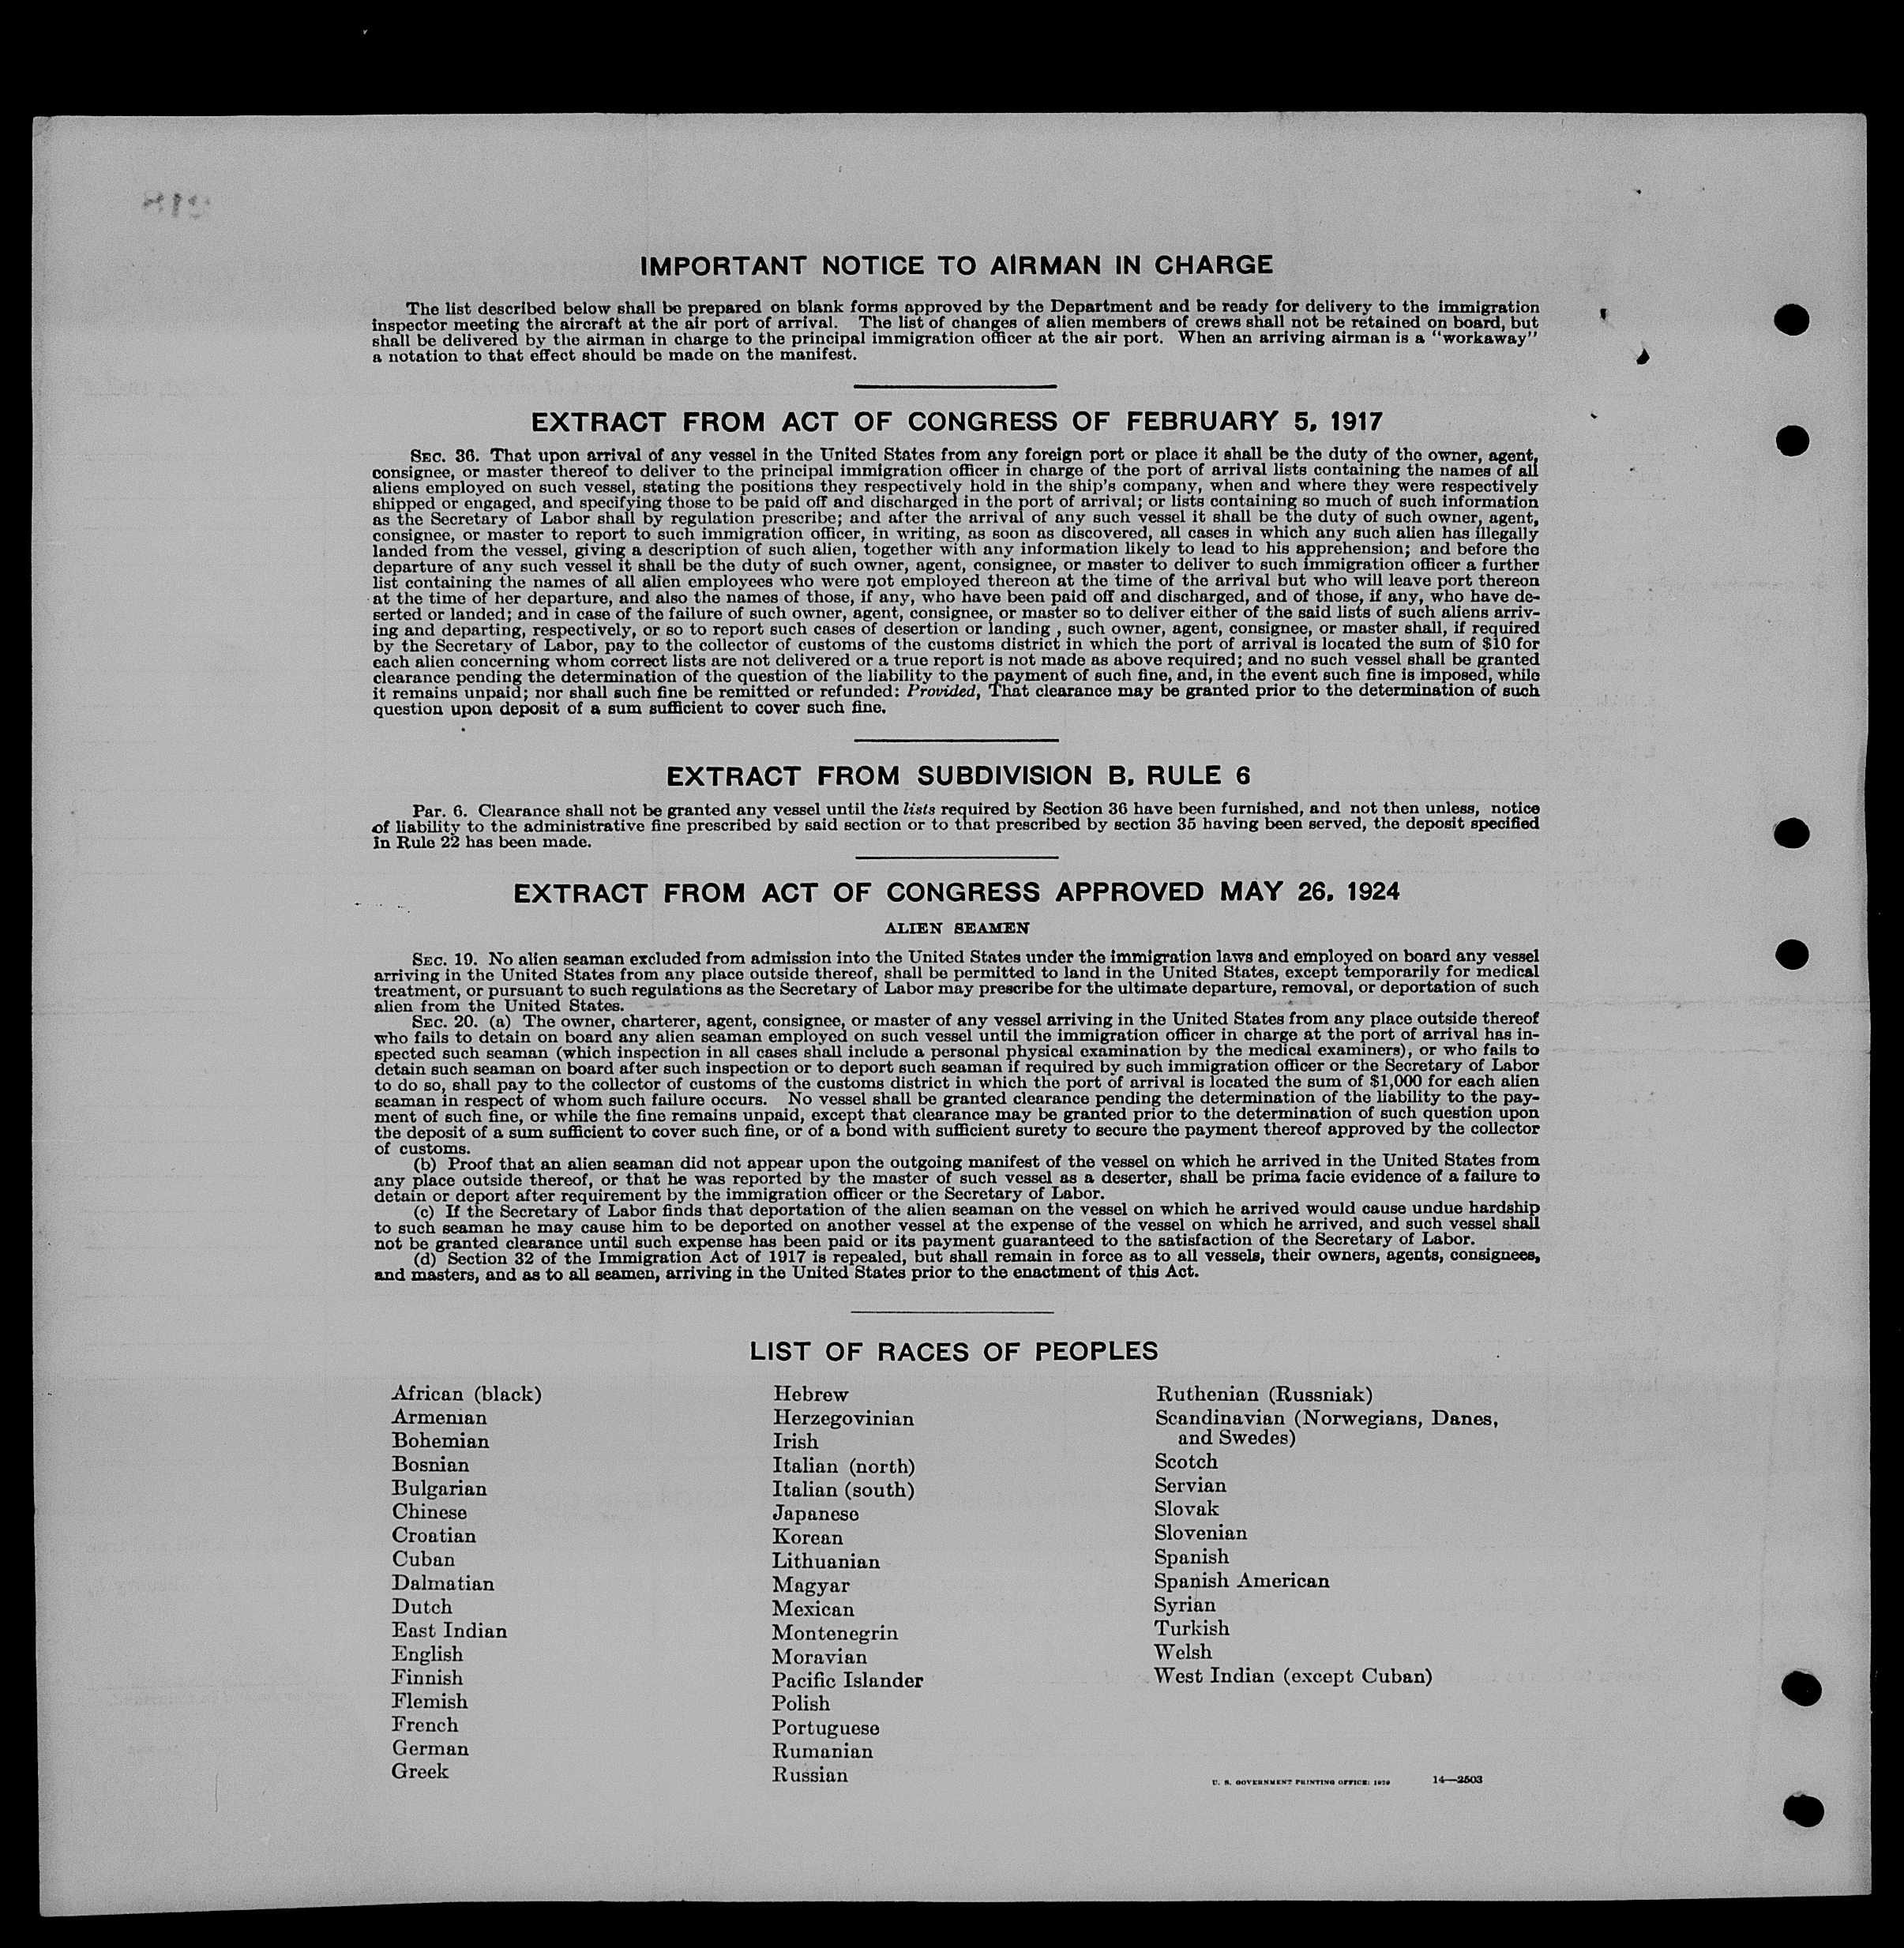 IMPORTANT NOTICE TO AIRMAN IN CHARGE
The list described below shall be prepared on blank forms approved by the Department and be ready for delivery to the immigration
inspector meeting the aircraft at the air port of arrival. The list of changes of alien members of crews shall not be retained on board, but
shall be delivered by the airman in charge to the principal immigration officer at the air port. When an arriving airman is a "workaway"
a notation to that effect should be made on the manifest.
EXTRACT FROM ACT OF CONGRESS OF FEBRUARY 5, 1917
SEC. 36. That upon arrival of any vessel in the United States from any foreign port or place it shall be the duty of the owner, agent,
consignee, or master thereof to deliver to the principal immigration officer in charge of the port of arrival lists containing the names of all
aliens employed on such vessel, stating the positions they respectively hold in the ship's company, when and where they were respectively
shipped or engaged, and specifying those to be paid off and discharged in the port of arrival; or lists containing so much of such information
as the Secretary of Labor shall by regulation prescribe; and after the arrival of any such vessel it shall be the duty of such owner, agent,
consignee, or master to report to such immigration officer, in writing, as soon as discovered, all cases in which any such alien has illegally
landed from the vessel, giving a description of such alien, together with any information likely to lead to his apprehension; and before the
departure of any such vessel it shall be the duty of such owner, agent, consignee, or master to deliver to such immigration officer a further
list containing the names of all alien employees who were not employed thereon at the time of the arrival but who will leave port thereon
at the time of her departure, and also the names of those, if any, who have been paid off and discharged, and of those, if any, who have de-
serted or landed; and in case of the failure of such owner, agent, consignee, or master so to deliver either of the said lists of such aliens arriv-
ing and departing, respectively, or so to report such cases of desertion or landing , such owner, agent, consignee, or master shall, if required
by the Secretary of Labor, pay to the collector of customs of the customs district in which the port of arrival is located the sum of $10 for
each alien concerning whom correct lists are not delivered or a true report is not made as above required; and no such vessel shall be granted
clearance pending the determination of the question of the liability to the payment of such fine, and, in the event such fine is imposed, while
it remains unpaid; nor shall such fine be remitted or refunded: Provided, That clearance may be granted prior to the determination of such
question upon deposit of a sum sufficient to cover such fine.
EXTRACT FROM SUBDIVISION B, RULE 6
Par. 6. Clearance shall not be granted any vessel until the lists required by Section 36 have been furnished, and not then unless, notice
of liability to the administrative fine prescribed by said section or to that prescribed by section 35 having been served, the deposit specified
in Rule 22 has been made.
EXTRACT FROM ACT OF CONGRESS APPROVED MAY 26, 1924
ALIEN SEAMEN
SEC. 19. No alien seaman excluded from admission into the United States under the immigration laws and employed on board any vessel
arriving in the United States from any place outside thereof, shall be permitted to land in the United States, except temporarily for medical
treatment, or pursuant to such regulations as the Secretary of Labor may prescribe for the ultimate departure, removal, or deportation of such
alien from the United States.
SEC. 20. (a) The owner, charterer, agent, consignee, or master of any vessel arriving in the United States from any place outside thereof
who fails to detain on board any alien seaman employed on such vessel until the immigration officer in charge at the port of arrival has in-
spected such seaman (which inspection in all cases shall include a personal physical examination by the medical examiners), or who fails to
detain such seaman on board after such inspection or to deport such seaman if required by such immigration officer or the Secretary of Labor
to do so, shall pay to the collector of customs of the customs district in which the port of arrival is located the sum of $1,000 for each alien
seaman in respect of whom such failure occurs. No vessel shall be granted clearance pending the determination of the liability to the pay-
ment of such fine, or while the fine remains unpaid, except that clearance may be granted prior to the determination of such question upon
the deposit of a sum sufficient to cover such fine, or of a bond with sufficient surety to secure the payment thereof approved by the collector
of customs.
(b) Proof that an alien seaman did not appear upon the outgoing manifest of the vessel on which he arrived in the United States from
any place outside thereof, or that he was reported by the master of such vessel as a deserter, shall be prima facie evidence of a failure to
detain or deport after requirement by the immigration officer or the Secretary of Labor.
(c) If the Secretary of Labor finds that deportation of the alien seaman on the vessel on which he arrived would cause undue hardship
to such seaman he may cause him to be deported on another vessel at the expense of the vessel on which he arrived, and such vessel shall
not be granted clearance until such expense has been paid or its payment guaranteed to the satisfaction of the Secretary of Labor.
(d) Section 32 of the Immigration Act of 1917 is repealed, but shall remain in force as to all vessels, their owners, agents, consignees,
and masters, and as to all seamen, arriving in the United States prior to the enactment of this Act.
LIST OF RACES OF PEOPLES
African (black)
Armenian
Bohemian
Bosnian
Bulgarian
Chinese
Croatian
Cuban
Dalmatian
Dutch
East Indian
English
Finnish
Flemish
French
German
Greek
Hebrew
Herzegovinian
Irish
Italian (north)
Italian (south)
Japanese
Korean
Lithuanian
Magyar
Mexican
Montenegrin
Moravian
Pacific Islander
Polish
Portuguese
Rumanian
Russian
Ruthenian (Russniak)
Scandinavian (Norwegians, Danes,
and Swedes)
Scotch
Servian
Slovak
Slovenian
Spanish
Spanish American
Syrian
Turkish
Welsh
West Indian (except Cuban)
U. S. GOVERNMENT PRINTING OFFICE:
14—2503